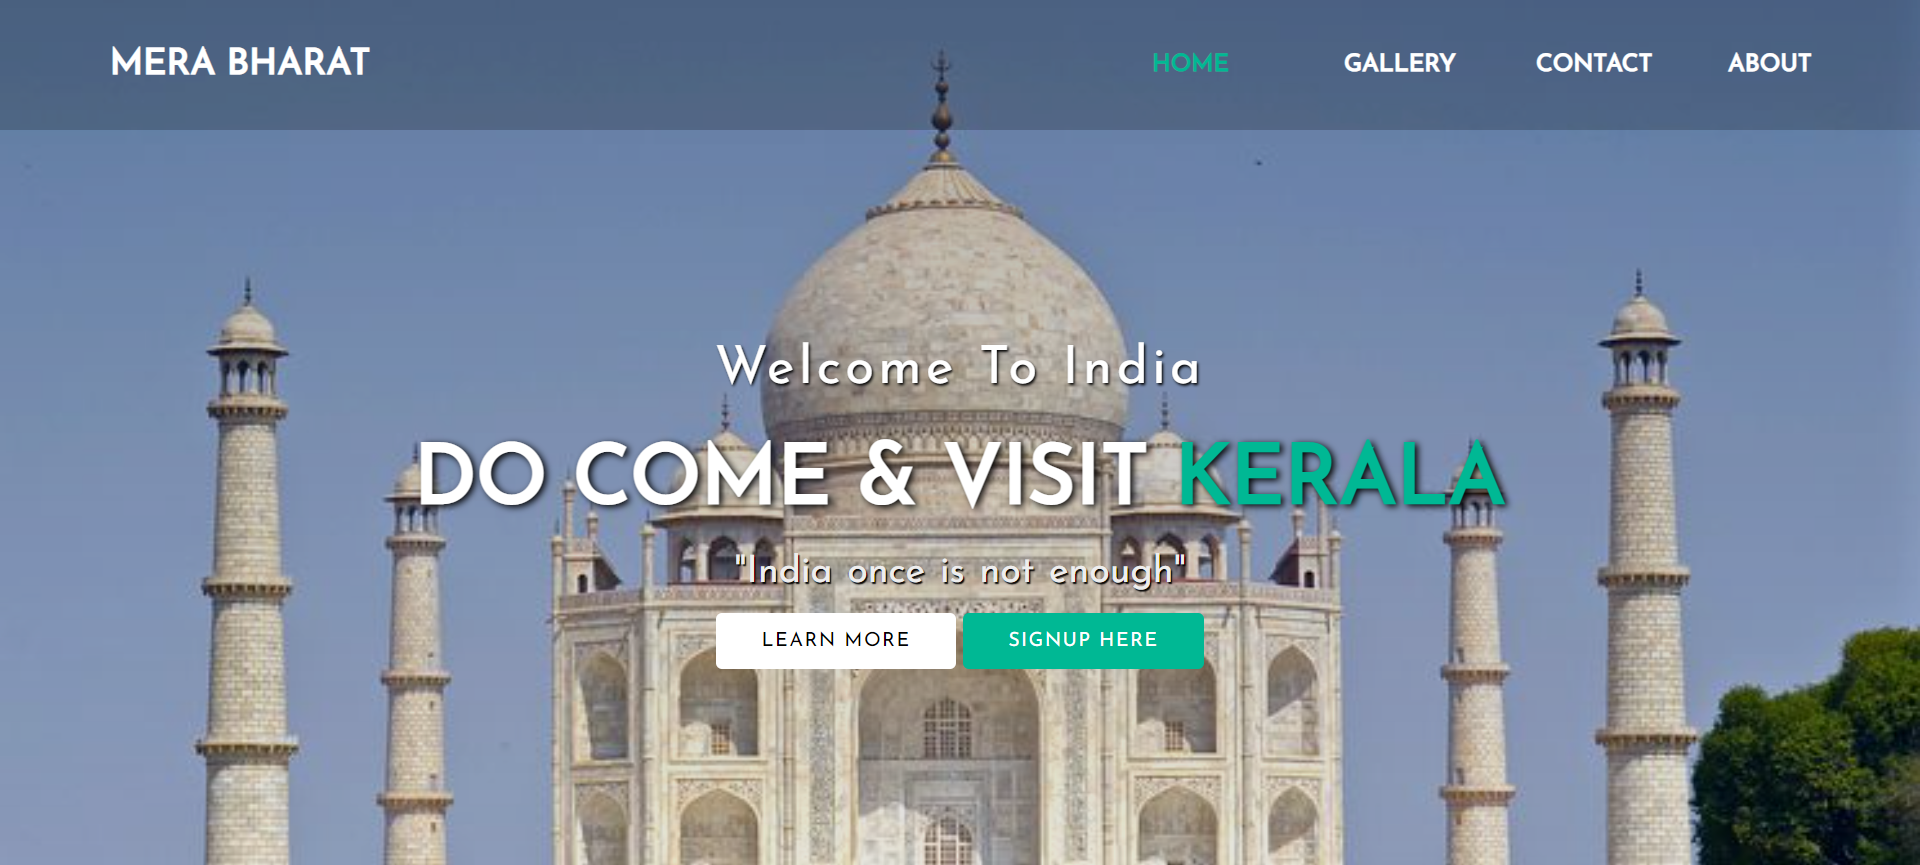 MERA BHARAT
HOME GALLERY CONTACT ABOUT
Welcome To India
DO COME & VISIT KERALA
"India once is not enough"
LEARN MORE SIGNUP HERE